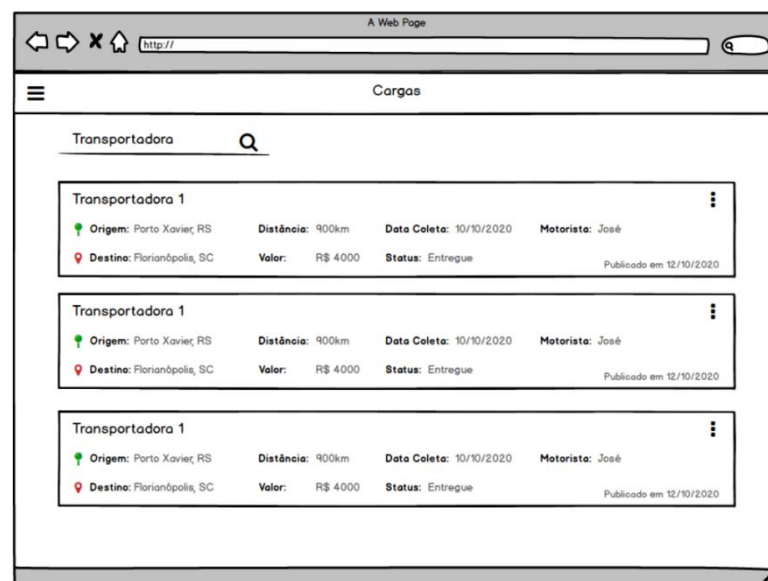 A Web Page
http://
Cargas
Transportadora
Transportadora 1
Origem: Porto Xavier, RS Distância: 900km Data Coleta: 10/10/2020 Motorista: José
Destino: Florianópolis, SC Valor: R$ 4000 Status: Entregue
Publicado em 12/10/2020
Transportadora 1
Origem: Porto Xavier, RS Distância: 900km Data Coleta: 10/10/2020 Motorista: José
Destino: Florianópolis, SC Valor: R$ 4000 Status: Entregue
Publicado em 12/10/2020
Transportadora 1
Origem: Porto Xavier, RS Distância: 900km Data Coleta: 10/10/2020 Motorista: José
Destino: Florianópolis, SC Valor: R$ 4000 Status: Entregue
Publicado em 12/10/2020